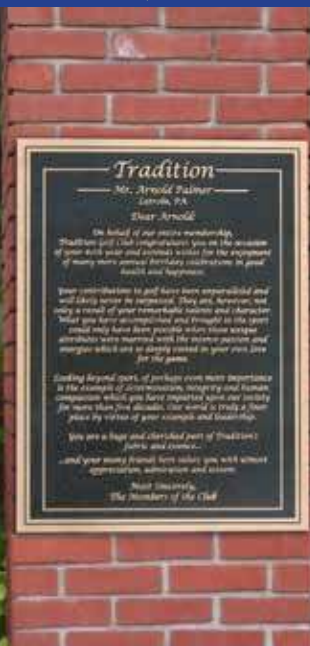 Tradition
Mr. Arnold Palmer
Latrobe, PA
Dear Arnold:
On behalf of our entire membership,
Tradition Golf Club congratulates you on the occasion
of your 80th year and extends wishes for the enjoyment
of many more annual birthday celebrations in good
health and happiness.
Your contributions to golf have been unparalleled and
will likely never be surpassed. They are, however, not
only a result of your remarkable talents and character.
What you have accomplished and brought to the sport
could only have been possible when those unique
attributes were married with the intense passion and
energies which are so deeply rooted in your own love
for the game.
Looking beyond sport, of perhaps even more importance
is the example of determination, integrity and human
compassion which you have imparted upon our society
for more than five decades. Our world is truly a finer
place by virtue of your example and leadership.
You are a huge and cherished part of Tradition's
fabric and essence...
...and your many friends here salute you with utmost
appreciation, admiration and esteem.
Most Sincerely,
The Members of the Club